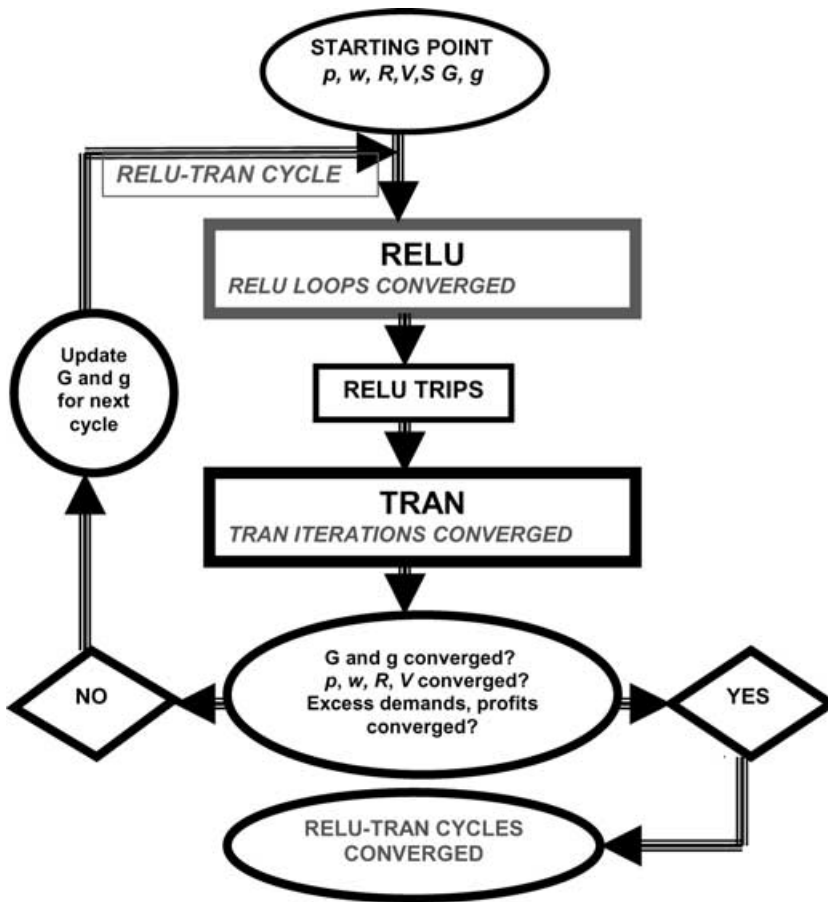 STARTING POINT
p, w, R,V,S G, g
RELU-TRAN CYCLE
RELU
RELU LOOPS CONVERGED
Update
G and g
for next
cycle
RELU TRIPS
TRAN
TRAN ITERATIONS CONVERGED
G and g converged?
p, w, R, V converged?
Excess demands, profits
converged?
NO
YES
RELU-TRAN CYCLES
CONVERGED